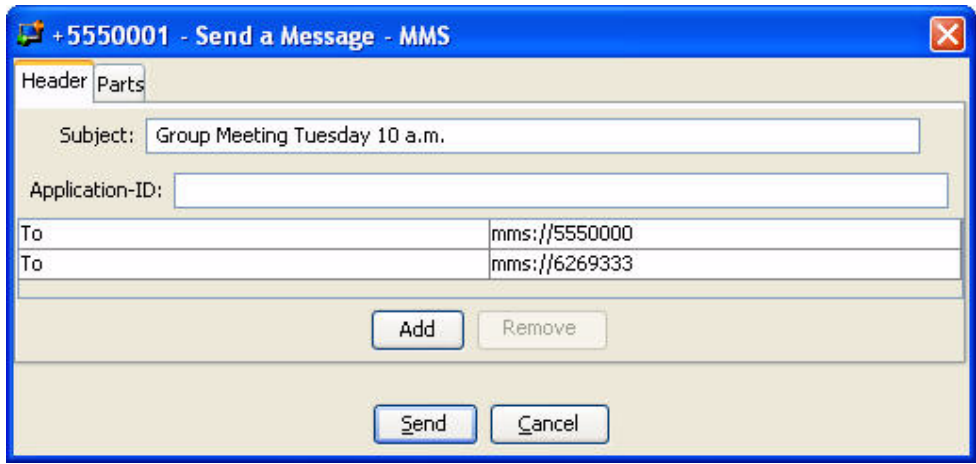 +5550001 - Send a Message - MMS
Header Parts
Subject: Group Meeting Tuesday 10 a.m.
Application-ID:
To mms://5550000
To mms://6269333
Add Remove
Send Cancel